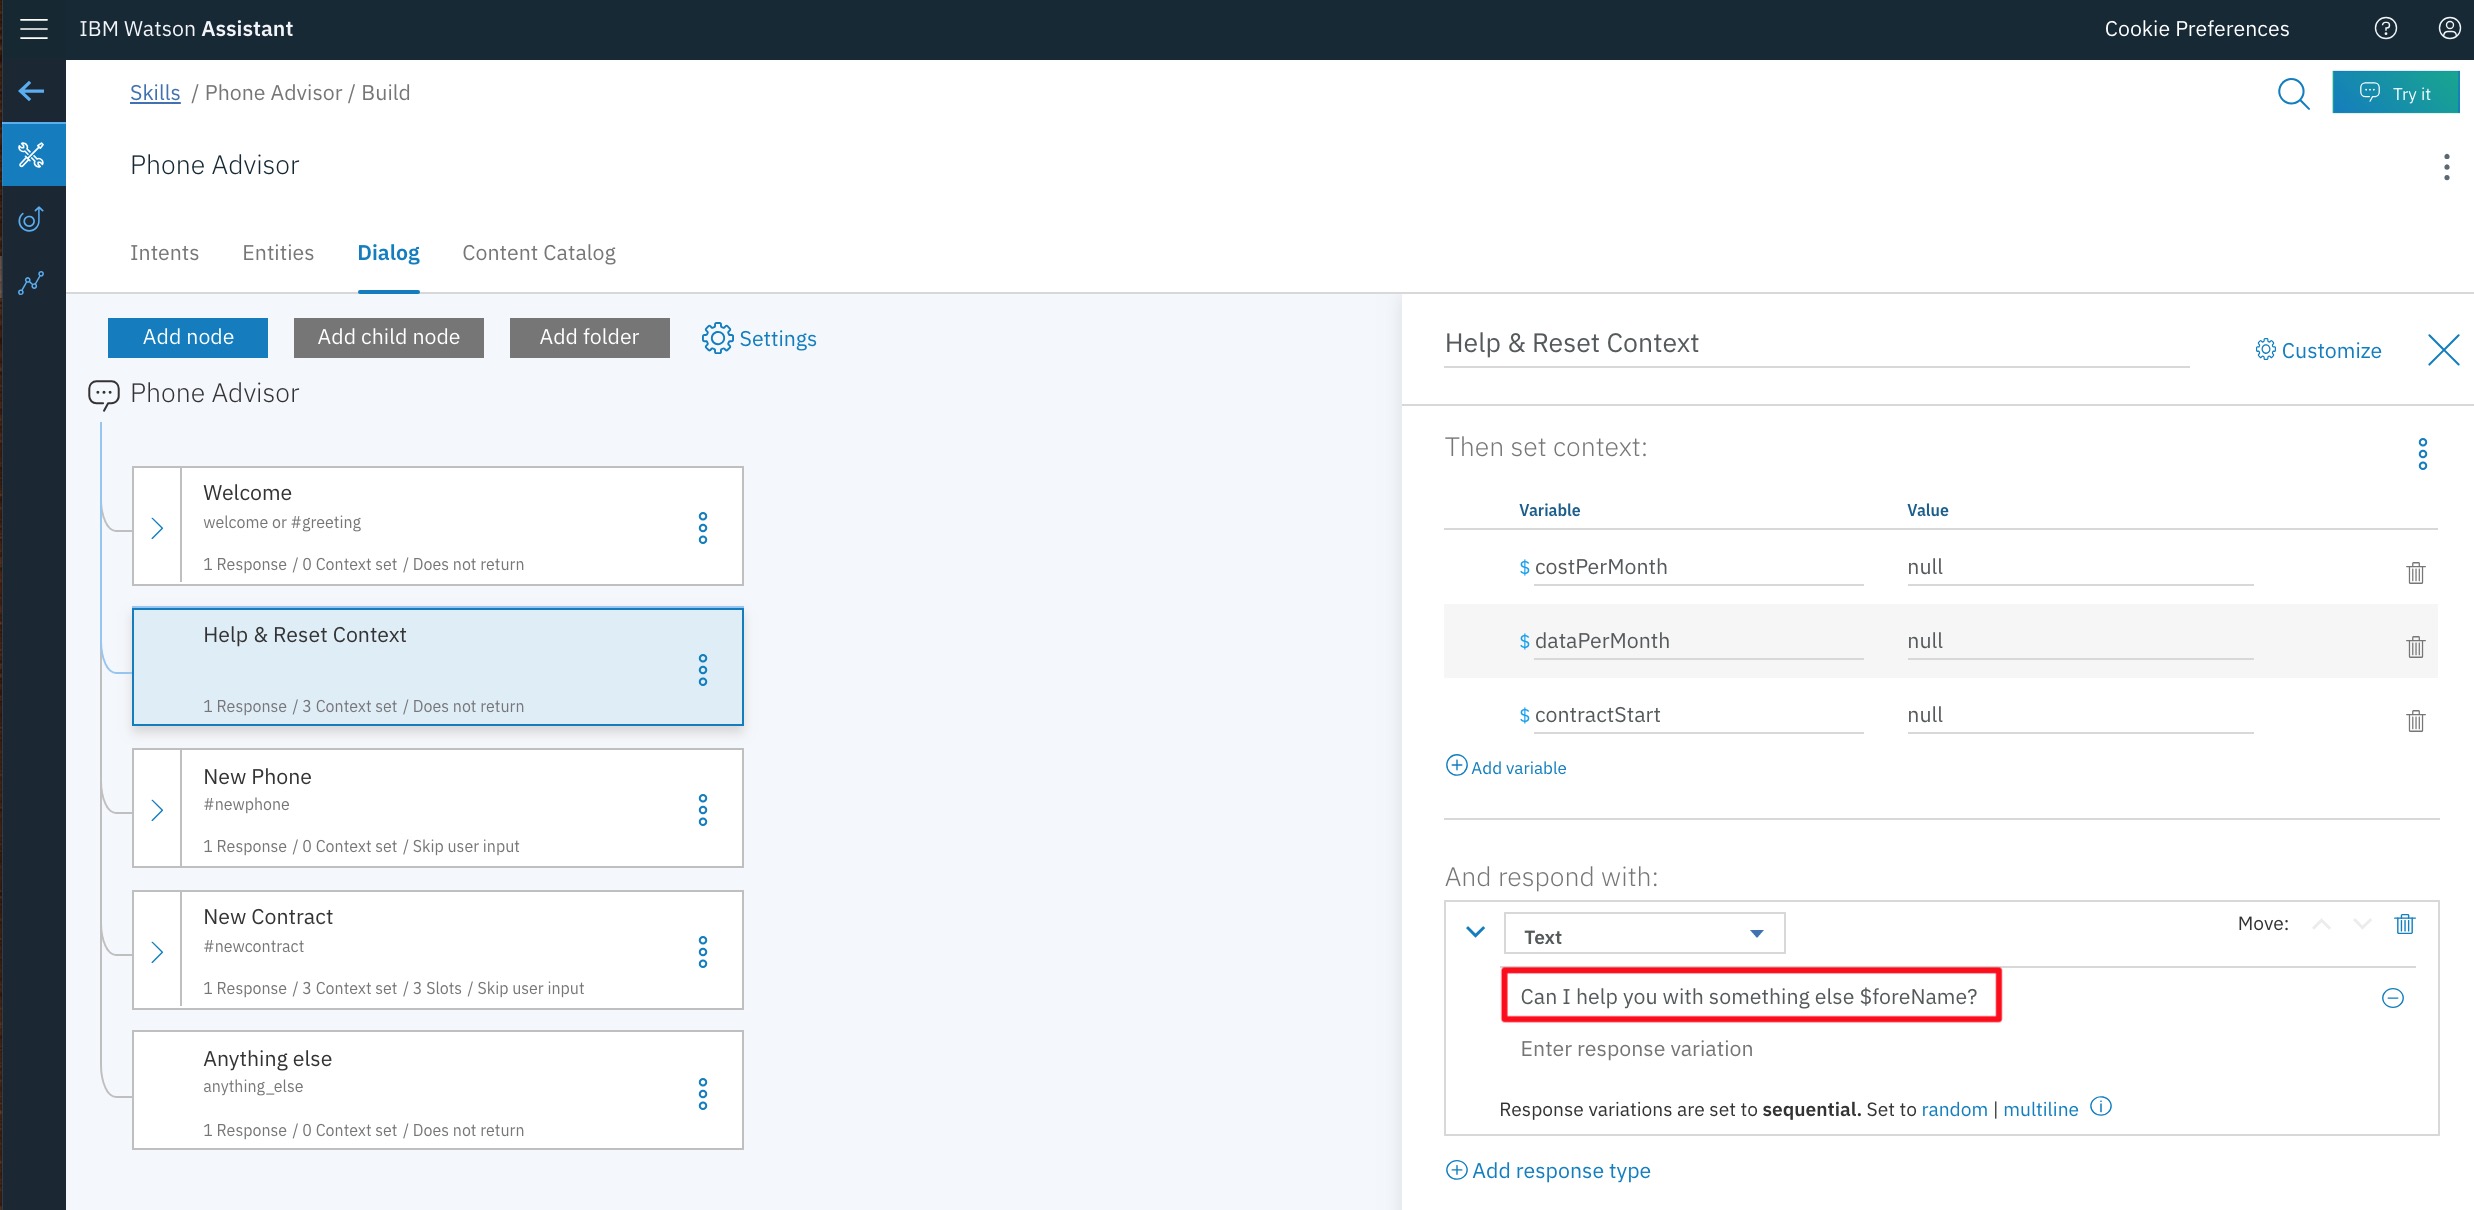 IBM Watson Assistant
Cookie Preferences
Skills / Phone Advisor / Build
Try it
Phone Advisor
Intents
Entities
Dialog
Content Catalog
Add node
Add child node
Add folder
Settings
Phone Advisor
Welcome
welcome or #greeting
1 Response / 0 Context set / Does not return
Help & Reset Context
1 Response / 3 Context set / Does not return
New Phone
#newphone
1 Response / 0 Context set / Skip user input
New Contract
#newcontract
1 Response / 3 Context set / 3 Slots / Skip user input
Anything else
anything_else
1 Response / 0 Context set / Does not return
Help & Reset Context
Customize
Then set context:
Variable
Value
$ costPerMonth
null
$ dataPerMonth
null
$ contractStart
null
Add variable
And respond with:
Text
Move:
Can I help you with something else $foreName?
Enter response variation
Response variations are set to sequential. Set to random | multiline
Add response type